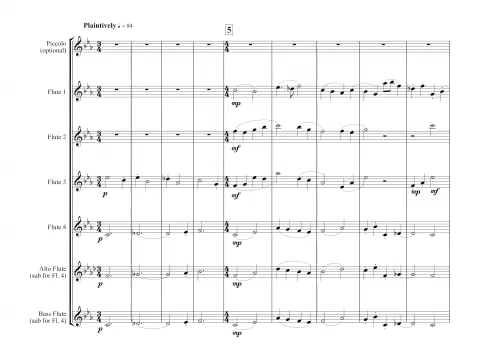 Plaintively ♩ = 84
5
Piccolo
(optional)
Flute 1
mp
Flute 2
mf
Flute 3
p mf mp mf
Flute 4
p mp
Alto Flute
(sub for Fl. 4)
p mp
Bass Flute
(sub for Fl. 4)
p mp